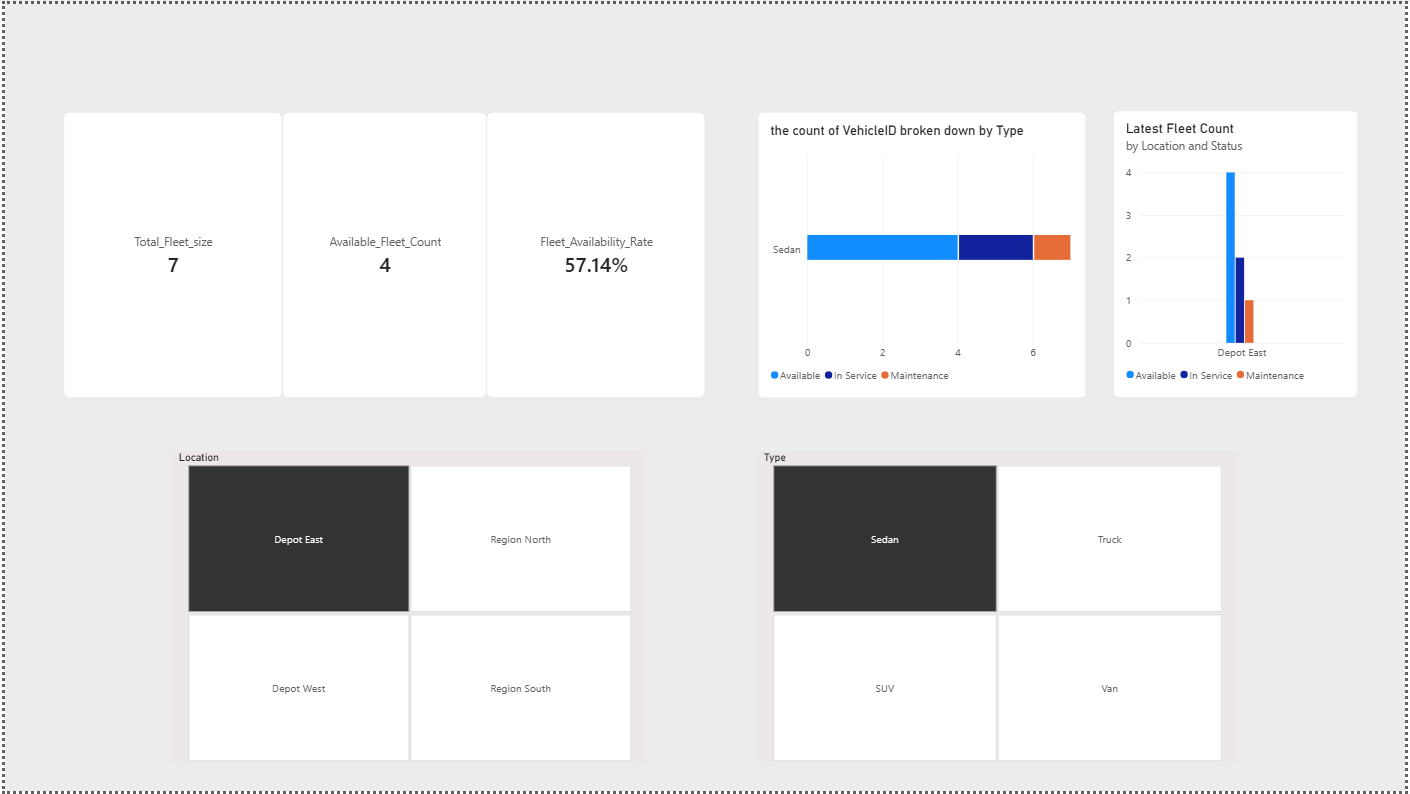 Total_Fleet_size
7
Available_Fleet_Count
4
Fleet_Availability_Rate
57.14%
the count of VehicleID broken down by Type
Sedan
0 2 4 6
Available In Service Maintenance
Latest Fleet Count
by Location and Status
4
3
2
1
0
Depot East
Available In Service Maintenance
Location
Depot East
Region North
Depot West
Region South
Type
Sedan
Truck
SUV
Van